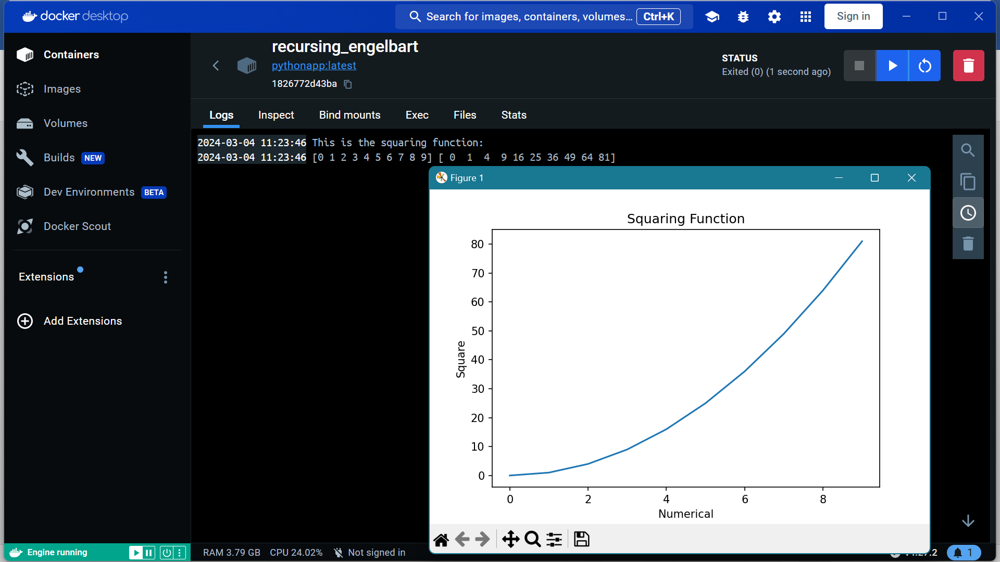 docker desktop
Search for images, containers, volumes... Ctrl+K
Sign in
Containers
Images
Volumes
Builds NEW
Dev Environments BETA
Docker Scout
Extensions
Add Extensions
recursing_engelbart
pythonapp:latest
1826772d43ba
STATUS
Exited (0) (1 second ago)
Logs Inspect Bind mounts Exec Files Stats
2024-03-04 11:23:46 This is the squaring function:
2024-03-04 11:23:46 [0 1 2 3 4 5 6 7 8 9] [ 0 1 4 9 16 25 36 49 64 81]
Figure 1
Squaring Function
80
70
60
50
40
30
20
10
0
Square
0 2 4 6 8
Numerical
Engine running
RAM 3.79 GB CPU 24.02% Not signed in
1